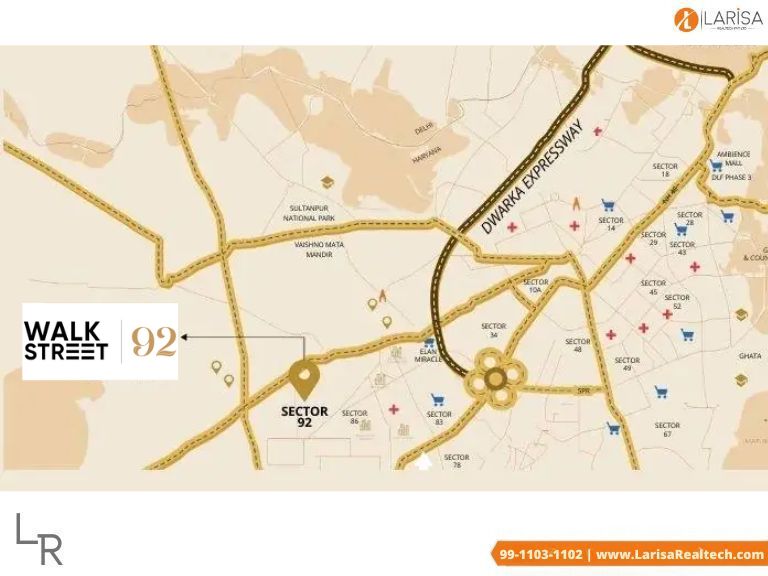 LARISA
REALTECH PVT LTD
DELHI
HARYANA
DWARKA EXPRESSWAY
SECTOR
18
AMBIENCE
MALL
DLF PHASE 3
SULTANPUR
NATIONAL PARK
VAISHNO MATA
MANDIR
SECTOR
14
SECTOR
28
SECTOR
29
SECTOR
43
SECTOR
10A
SECTOR
45
SECTOR
52
SECTOR
34
SECTOR
48
SECTOR
49
GHATA
ELAN
MIRACLE
WALK
STREET
92
SECTOR
92
SECTOR
86
SECTOR
83
SPR
SECTOR
67
SECTOR
78
LR
99-1103-1102 | www.LarisaRealtech.com